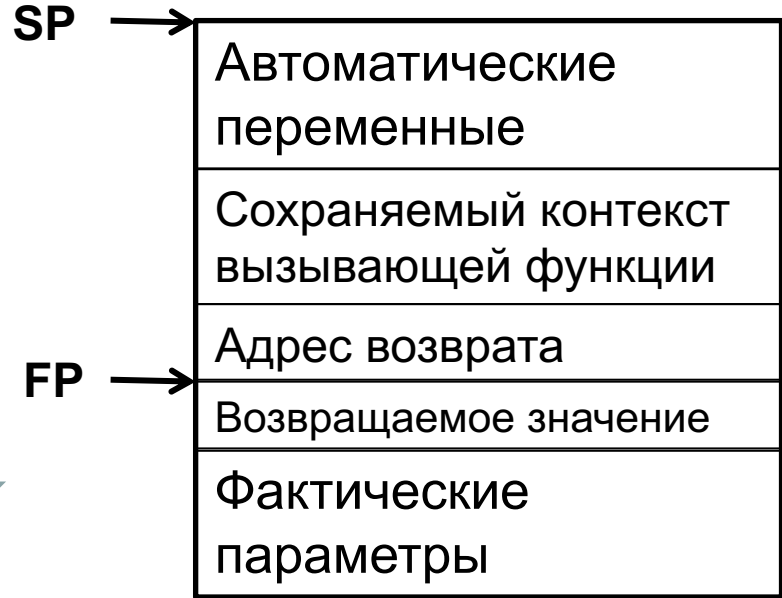 SP
Автоматические
переменные
Сохраняемый контекст
вызывающей функции
Адрес возврата
FP
Возвращаемое значение
Фактические
параметры